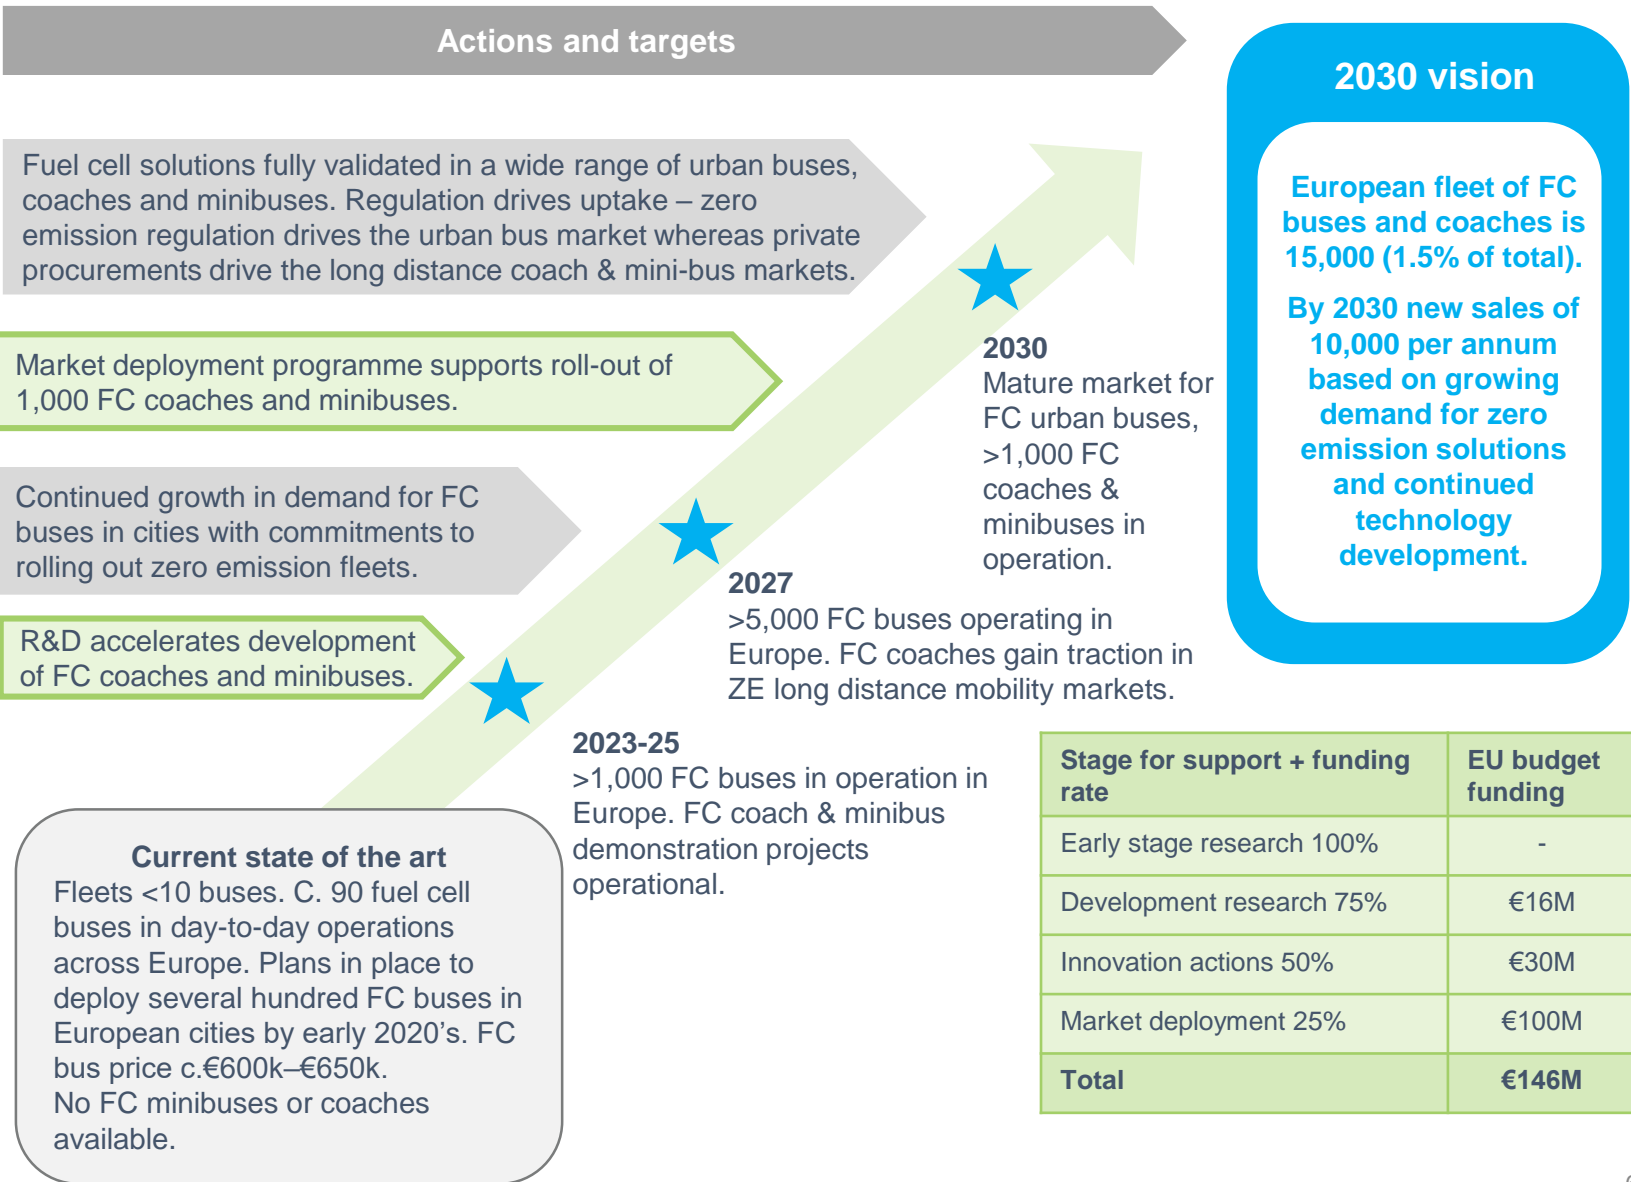 Actions and targets
2030 vision
European fleet of FC
buses and coaches is
15,000 (1.5% of total).
By 2030 new sales of
10,000 per annum
based on growing
demand for zero
emission solutions
and continued
technology
development.
Fuel cell solutions fully validated in a wide range of urban buses,
coaches and minibuses. Regulation drives uptake – zero
emission regulation drives the urban bus market whereas private
procurements drive the long distance coach & mini-bus markets.
Market deployment programme supports roll-out of
1,000 FC coaches and minibuses.
Continued growth in demand for FC
buses in cities with commitments to
rolling out zero emission fleets.
R&D accelerates development
of FC coaches and minibuses.
2030
Mature market for
FC urban buses,
>1,000 FC
coaches &
minibuses in
operation.
2027
>5,000 FC buses operating in
Europe. FC coaches gain traction in
ZE long distance mobility markets.
2023-25
>1,000 FC buses in operation in
Europe. FC coach & minibus
demonstration projects
operational.
Current state of the art
Fleets <10 buses. C. 90 fuel cell
buses in day-to-day operations
across Europe. Plans in place to
deploy several hundred FC buses in
European cities by early 2020’s. FC
bus price c.€600k–€650k.
No FC minibuses or coaches
available.
Stage for support + funding
rate
EU budget
funding
Early stage research 100% -
Development research 75% €16M
Innovation actions 50% €30M
Market deployment 25% €100M
Total €146M